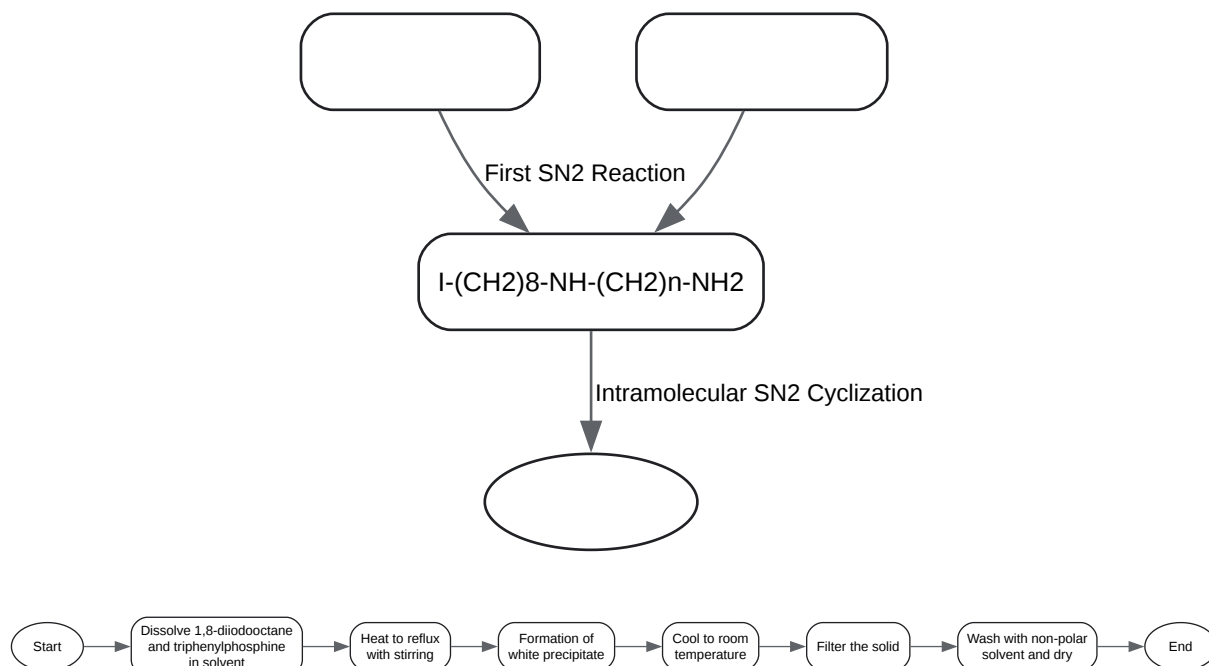 First SN2 Reaction
I-(CH2)8-NH-(CH2)n-NH2
Intramolecular SN2 Cyclization
Start
Dissolve 1,8-diiodooctane
and triphenylphosphine
in solvent
Heat to reflux
with stirring
Formation of
white precipitate
Cool to room
temperature
Filter the solid
Wash with non-polar
solvent and dry
End